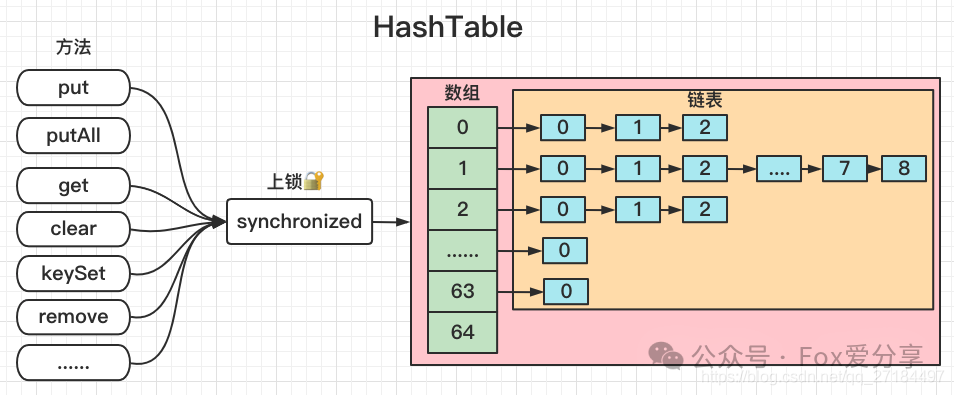 HashTable
方法
put
putAll
get
clear
keySet
remove
......
上锁🔐
synchronized
数组
链表
0 0 1 2
1 0 1 2 .... 7 8
2 0 1 2
...... 0
63 0
64
公众号 · Fox爱分享
https://blog.csdn.net/qq_27184497